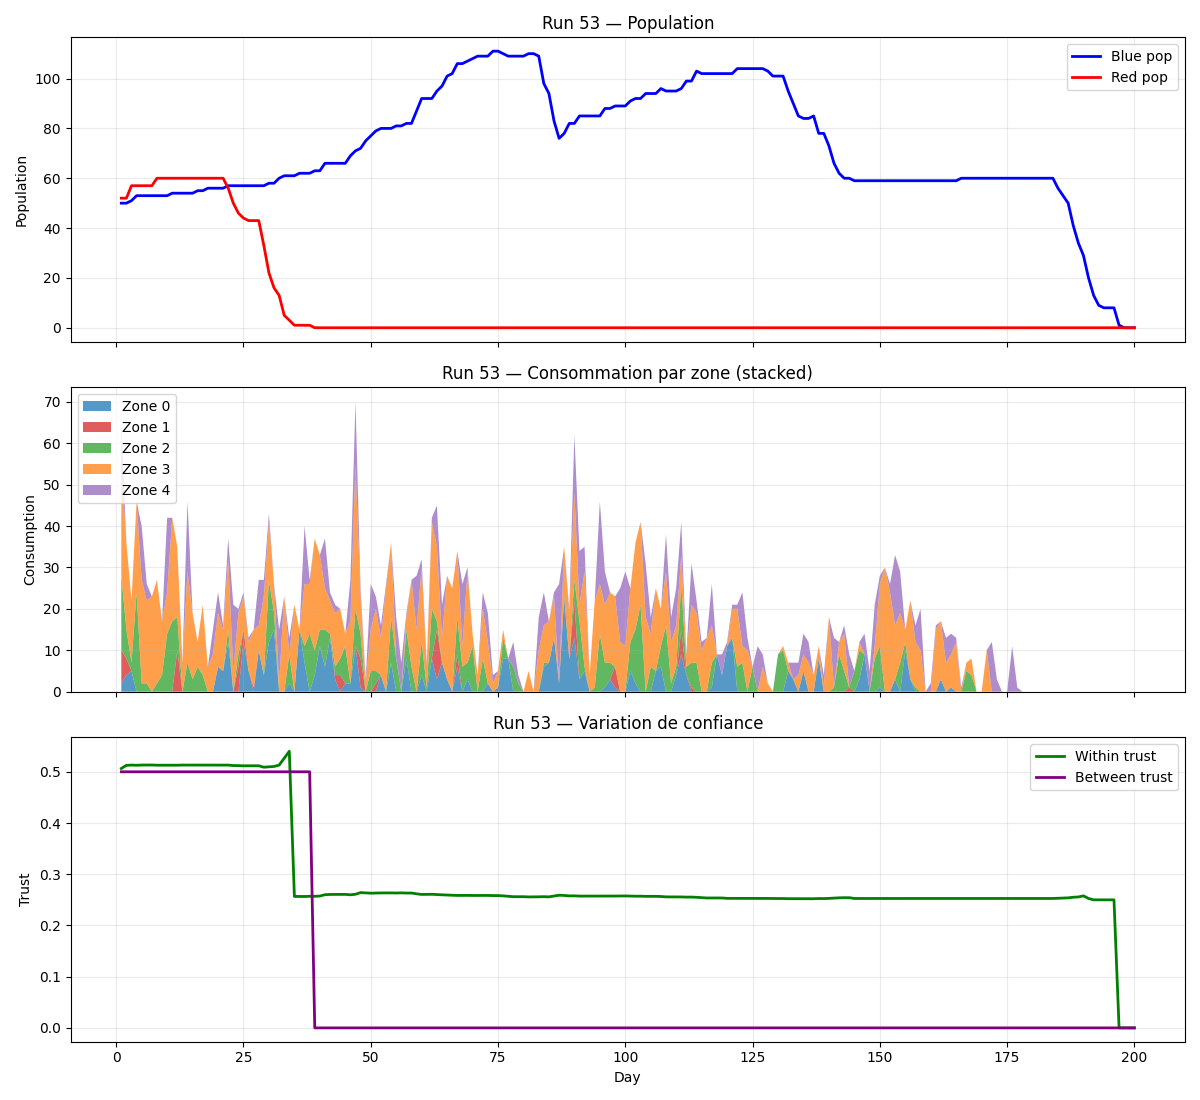 Run 53 — Population
Population
100
80
60
40
20
0
Blue pop
Red pop
Run 53 — Consommation par zone (stacked)
Consumption
70
60
50
40
30
20
10
0
Zone 0
Zone 1
Zone 2
Zone 3
Zone 4
Run 53 — Variation de confiance
Trust
0.5
0.4
0.3
0.2
0.1
0.0
Within trust
Between trust
0 25 50 75 100 125 150 175 200
Day